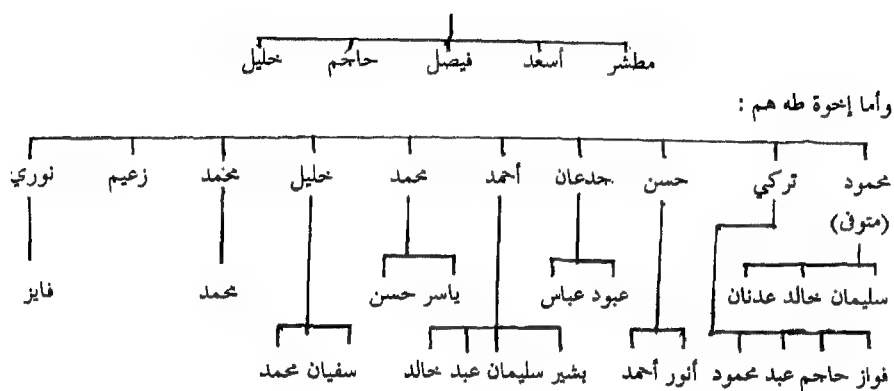 مطشر أسعد فيصل حاجم خليل
وأما إخوة طه هم :
محمود تركي حسن جدعان أحمد محمد خليل محمد زعيم نوري
(متوفى)
سليمان خالد عدنان عبود عباس ياسر حسن محمد فايز
فواز حاجم عبد محمود أنور أحمد بشير سليمان عبد خالد سفيان محمد